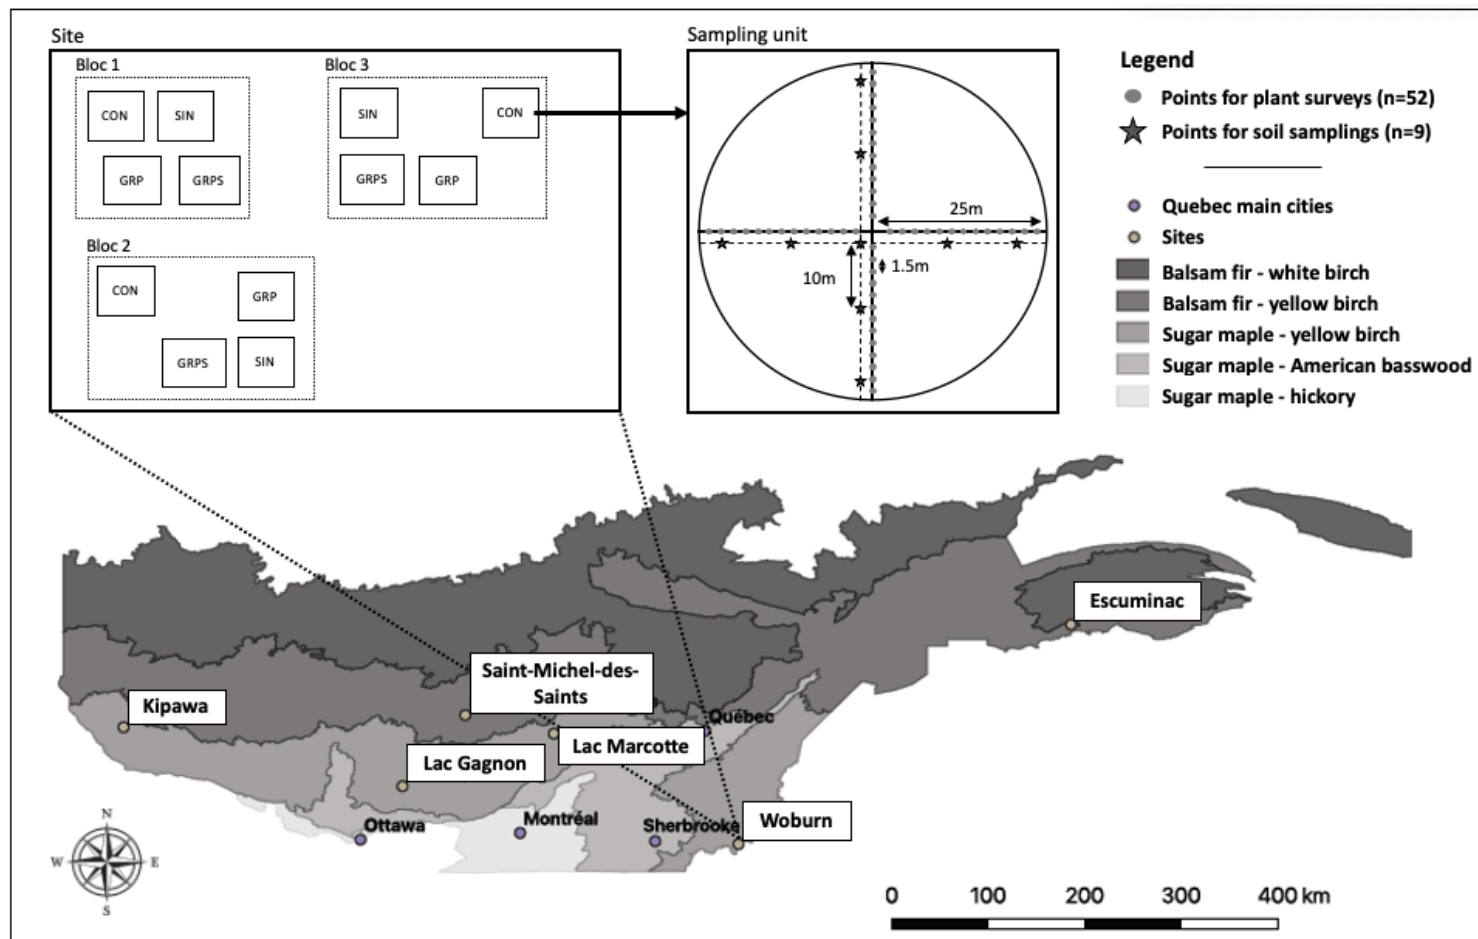 Site
Bloc 1
CON
SIN
GRP
GRPS
Bloc 3
SIN
CON
GRPS
GRP
Bloc 2
CON
GRP
GRPS
SIN
Sampling unit
25m
10m
1.5m
Legend
Points for plant surveys (n=52)
Points for soil samplings (n=9)
Quebec main cities
Sites
Balsam fir - white birch
Balsam fir - yellow birch
Sugar maple - yellow birch
Sugar maple - American basswood
Sugar maple - hickory
Escuminac
Saint-Michel-des-
Saints
Kipawa
Québec
Lac Marcotte
Lac Gagnon
Woburn
Ottawa
Montréal
Sherbrooke
N
W
E
S
0 100 200 300 400 km